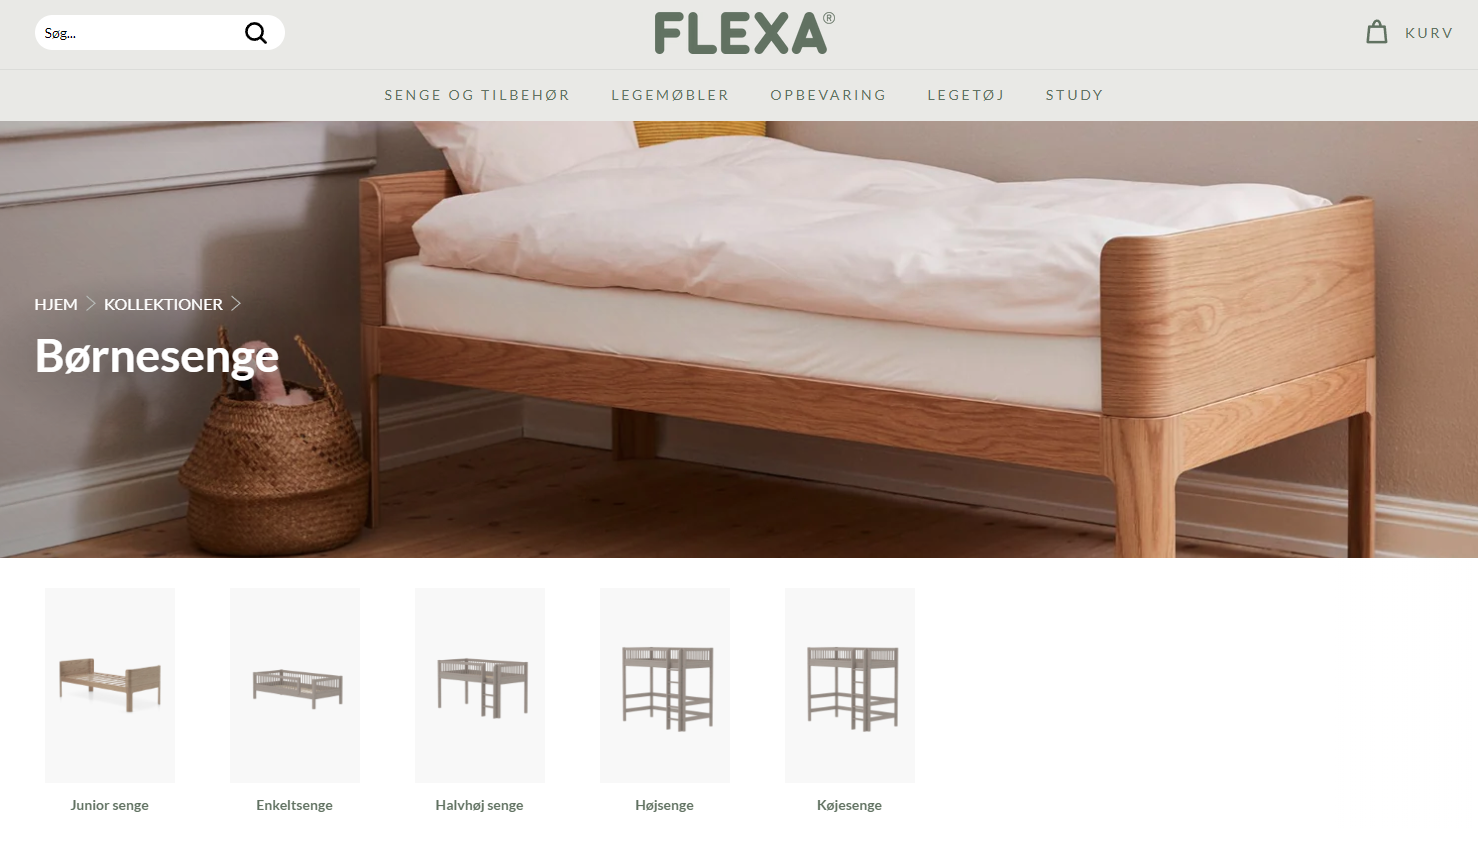 Søg...
FLEXA®
KURV
SENGE OG TILBEHØR
LEGEMØBLER
OPBEVARING
LEGETØJ
STUDY
HJEM
KOLLEKTIONER
Børnesenge
Junior senge
Enkeltsenge
Halvhøj senge
Højsenge
Køjesenge